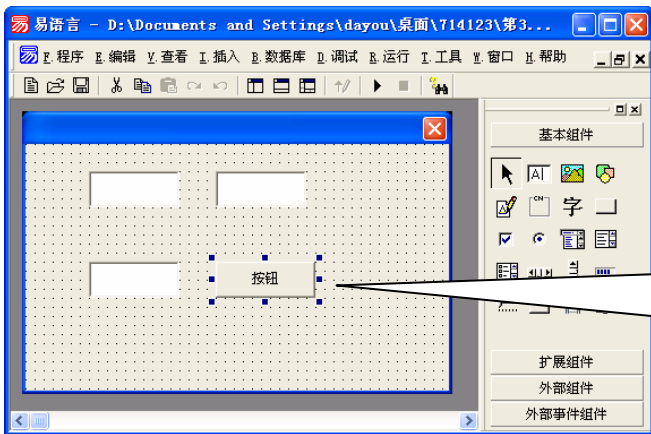 易语言 - D:\Documents and Settings\dayou\桌面\714123\第3...
F.程序 E.编辑 V.查看 I.插入 B.数据库 D.调试 R.运行 T.工具 W.窗口 H.帮助
基本组件
按钮
扩展组件
外部组件
外部事件组件